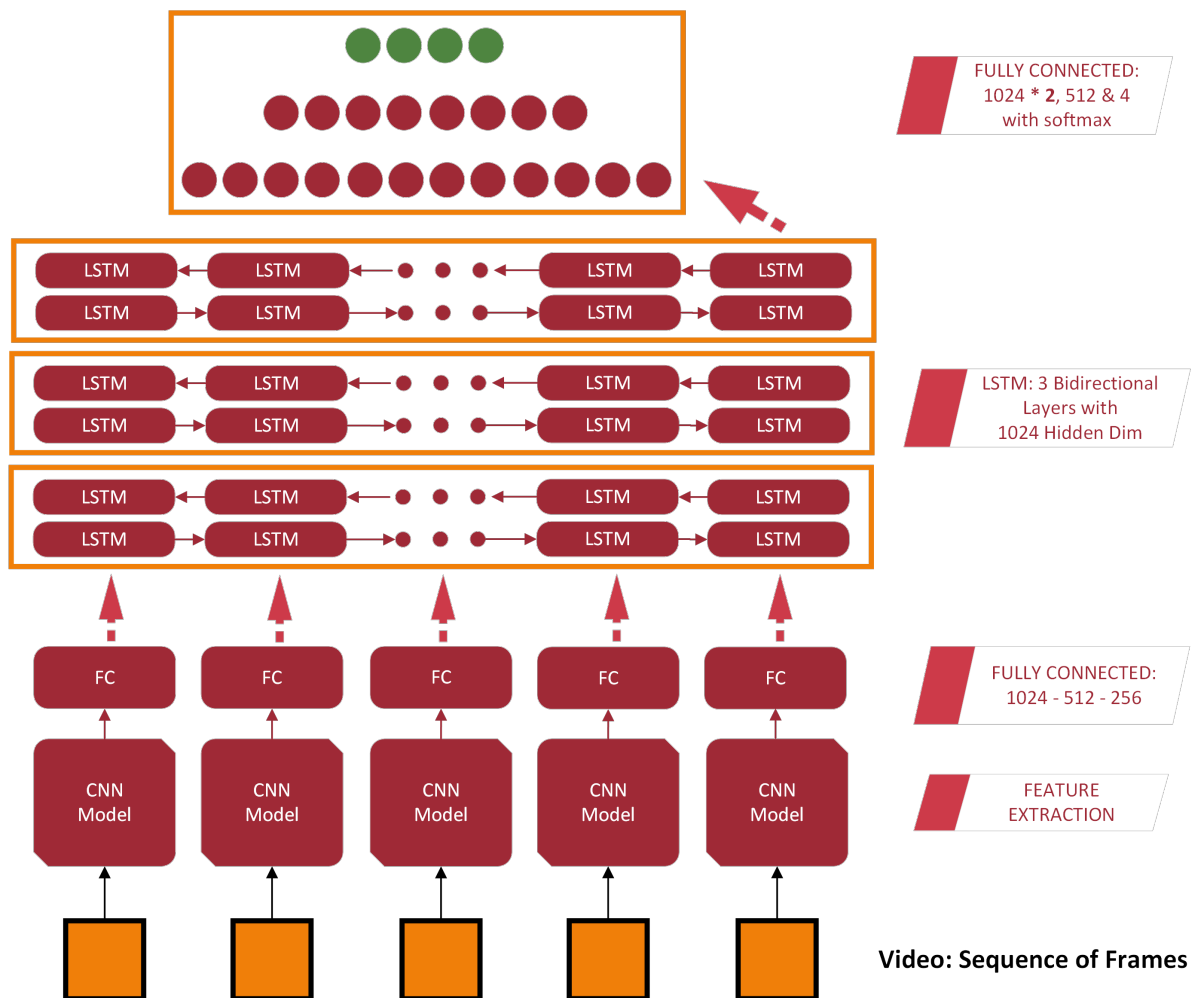 FULLY CONNECTED:
1024 * 2, 512 & 4
with softmax
LSTM LSTM LSTM LSTM
LSTM LSTM LSTM LSTM
LSTM LSTM LSTM LSTM
LSTM LSTM LSTM LSTM
LSTM: 3 Bidirectional
Layers with
1024 Hidden Dim
LSTM LSTM LSTM LSTM
LSTM LSTM LSTM LSTM
FC FC FC FC FC
FULLY CONNECTED:
1024 - 512 - 256
CNN CNN CNN CNN CNN
Model Model Model Model Model
FEATURE
EXTRACTION
Video: Sequence of Frames